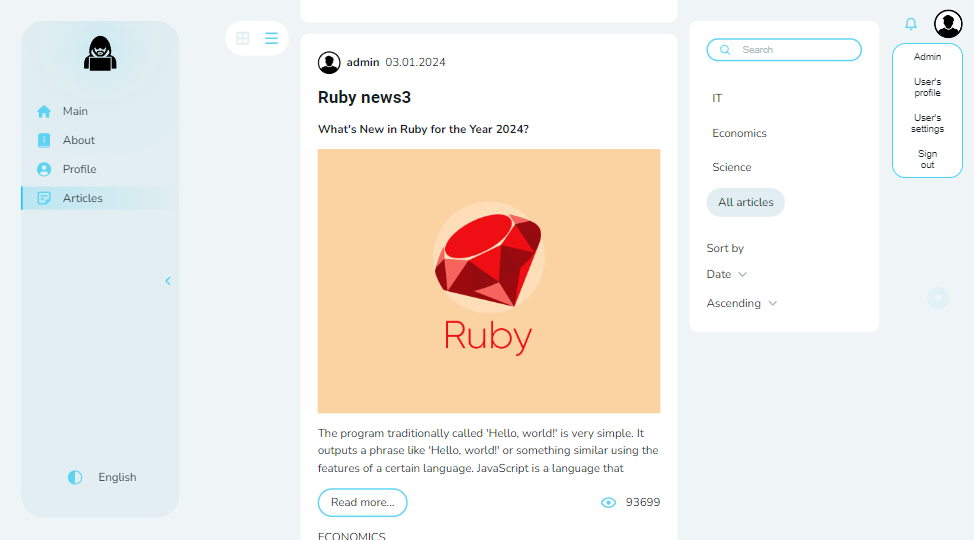 Main
About
Profile
Articles
English
admin 03.01.2024
Ruby news3
What's New in Ruby for the Year 2024?
Ruby
The program traditionally called 'Hello, world!' is very simple. It
outputs a phrase like 'Hello, world!' or something similar using the
features of a certain language. JavaScript is a language that
Read more...
93699
ECONOMICS
Search
IT
Economics
Science
All articles
Sort by
Date
Ascending
Admin
User's
profile
User's
settings
Sign
out